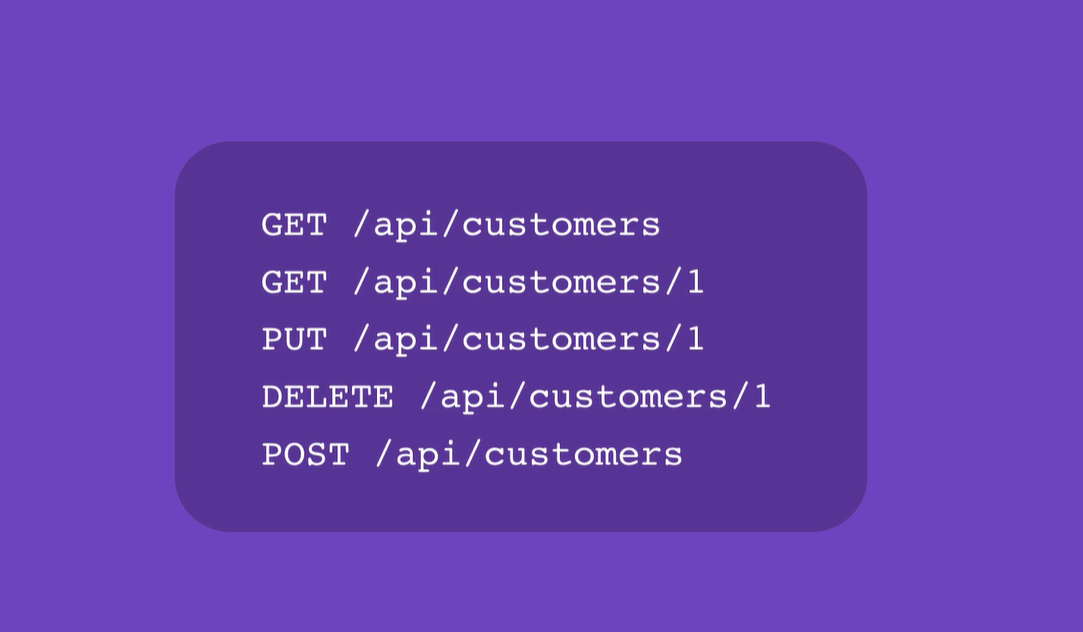 GET /api/customers
GET /api/customers/1
PUT /api/customers/1
DELETE /api/customers/1
POST /api/customers